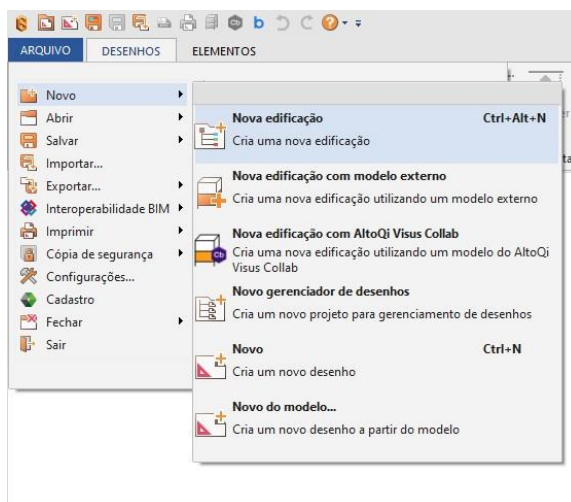 ARQUIVO DESENHOS ELEMENTOS
Novo
Abrir
Salvar
Importar...
Exportar...
Interoperabilidade BIM
Imprimir
Cópia de segurança
Configurações...
Cadastro
Fechar
Sair
Nova edificação Ctrl+Alt+N
Cria uma nova edificação
Nova edificação com modelo externo
Cria uma nova edificação utilizando um modelo externo
Nova edificação com AltoQi Visus Collab
Cria uma nova edificação utilizando um modelo do AltoQi
Visus Collab
Novo gerenciador de desenhos
Cria um novo projeto para gerenciamento de desenhos
Novo Ctrl+N
Cria um novo desenho
Novo do modelo...
Cria um novo desenho a partir do modelo